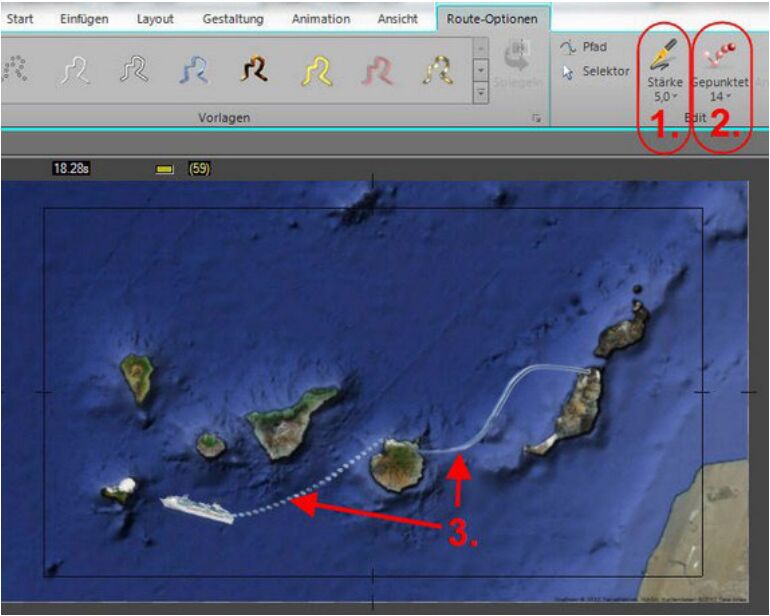 Start Einfügen Layout Gestaltung Animation Ansicht Route-Optionen
Pfad
Selektor
Spiegeln
Stärke
5,0
Gepunktet
14
Vorlagen
Edit
1. 2.
18.28s (59)
3.